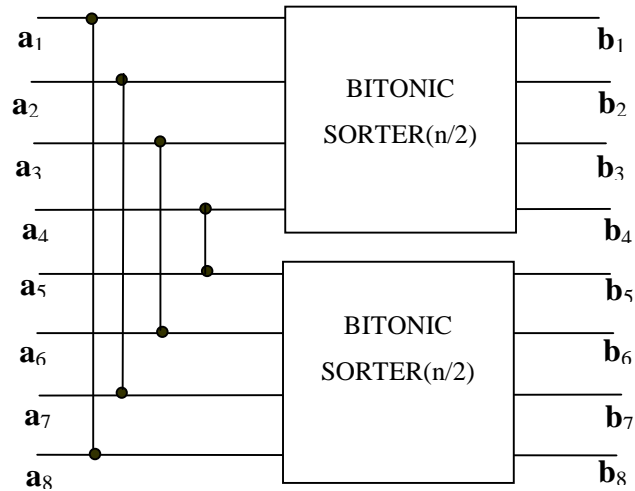 a₁ b₁
a₂ b₂
BITONIC
SORTER(n/2)
a₃ b₃
a₄ b₄
a₅ b₅
BITONIC
a₆ b₆
SORTER(n/2)
a₇ b₇
a₈ b₈